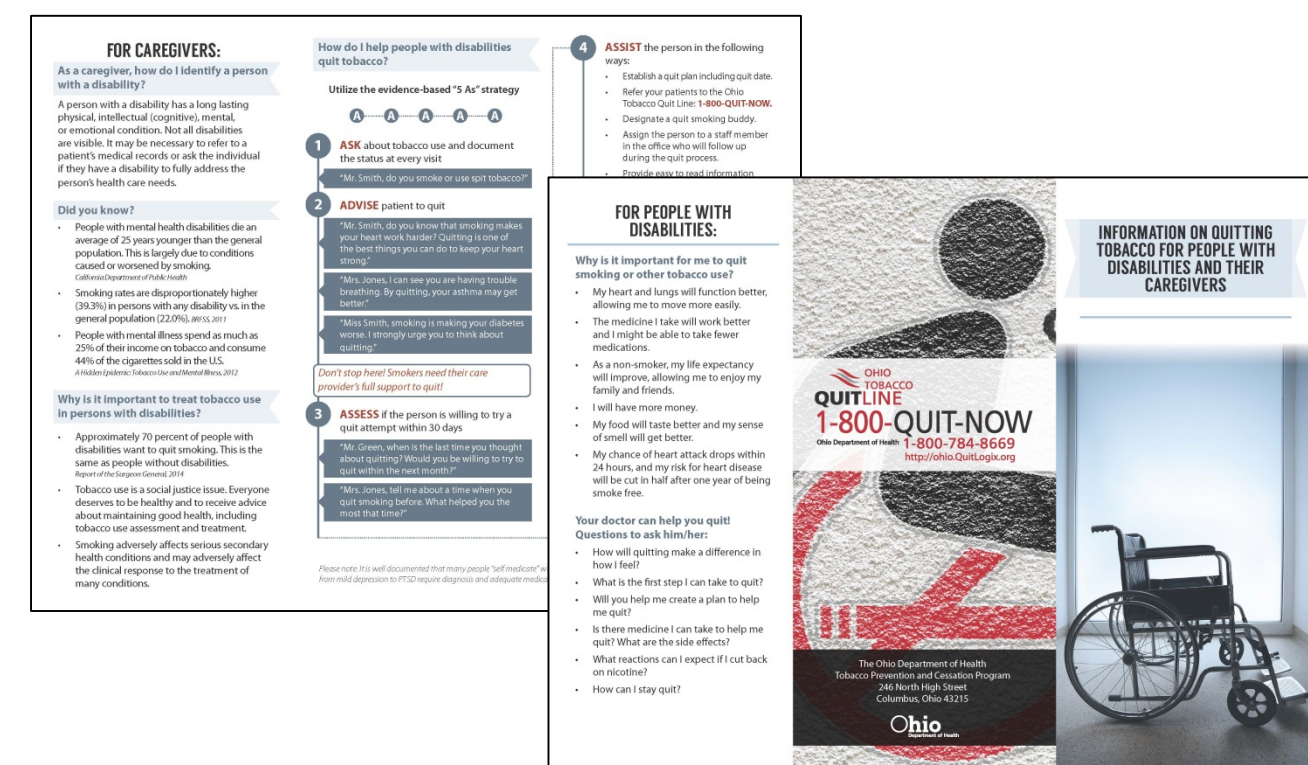 FOR CAREGIVERS:
As a caregiver, how do I identify a person
with a disability?
A person with a disability has a long lasting
physical, intellectual (cognitive), mental,
or emotional condition. Not all disabilities
are visible. It may be necessary to refer to a
patient's medical records or ask the individual
if they have a disability to fully address the
person's health care needs.
Did you know?
• People with mental health disabilities die an
average of 25 years younger than the general
population. This is largely due to conditions
caused or worsened by smoking.
California Department of Public Health
• Smoking rates are disproportionately higher
(39.3%) in persons with any disability vs. in the
general population (22.0%). BRFSS, 2011
• People with mental illness spend as much as
25% of their income on tobacco and consume
44% of the cigarettes sold in the U.S.
A Hidden Epidemic: Tobacco Use and Mental Illness, 2012
Why is it important to treat tobacco use
in persons with disabilities?
• Approximately 70 percent of people with
disabilities want to quit smoking. This is the
same as people without disabilities.
Report of the Surgeon General, 2014
• Tobacco use is a social justice issue. Everyone
deserves to be healthy and to receive advice
about maintaining good health, including
tobacco use assessment and treatment.
• Smoking adversely affects serious secondary
health conditions and may adversely affect
the clinical response to the treatment of
many conditions.
How do I help people with disabilities
quit tobacco?
Utilize the evidence-based "5 As" strategy
A A A A A
1 ASK about tobacco use and document
the status at every visit
"Mr. Smith, do you smoke or use spit tobacco?"
2 ADVISE patient to quit
"Mr. Smith, do you know that smoking makes
your heart work harder? Quitting is one of
the best things you can do to keep your heart
strong."
"Mrs. Jones, I can see you are having trouble
breathing. By quitting, your asthma may get
better."
"Miss Smith, smoking is making your diabetes
worse. I strongly urge you to think about
quitting."
Don't stop here! Smokers need their care
provider's full support to quit!
3 ASSESS if the person is willing to try a
quit attempt within 30 days
"Mr. Green, when is the last time you thought
about quitting? Would you be willing to try to
quit within the next month?"
"Mrs. Jones, tell me about a time when you
quit smoking before. What helped you the
most that time?"
Please note: It is well documented that many people "self medicate"
from mild depression to PTSD require diagnosis and adequate
4 ASSIST the person in the following
ways:
• Establish a quit plan including quit date.
• Refer your patients to the Ohio
Tobacco Quit Line: 1-800-QUIT-NOW.
• Designate a quit smoking buddy.
• Assign the person to a staff member
in the office who will follow up
during the quit process.
• Provide easy to read information
FOR PEOPLE WITH
DISABILITIES:
Why is it important for me to quit
smoking or other tobacco use?
• My heart and lungs will function better,
allowing me to move more easily.
• The medicine I take will work better
and I might be able to take fewer
medications.
• As a non-smoker, my life expectancy
will improve, allowing me to enjoy my
family and friends.
• I will have more money.
• My food will taste better and my sense
of smell will get better.
• My chance of heart attack drops within
24 hours, and my risk for heart disease
will be cut in half after one year of being
smoke free.
Your doctor can help you quit!
Questions to ask him/her:
• How will quitting make a difference in
how I feel?
• What is the first step I can take to quit?
• Will you help me create a plan to help
me quit?
• Is there medicine I can take to help me
quit? What are the side effects?
• What reactions can I expect if I cut back
on nicotine?
• How can I stay quit?
OHIO
TOBACCO
QUITLINE
1-800-QUIT-NOW
Ohio Department of Health 1-800-784-8669
http://ohio.QuitLogix.org
The Ohio Department of Health
Tobacco Prevention and Cessation Program
246 North High Street
Columbus, Ohio 43215
Ohio
Department of Health
INFORMATION ON QUITTING
TOBACCO FOR PEOPLE WITH
DISABILITIES AND THEIR
CAREGIVERS